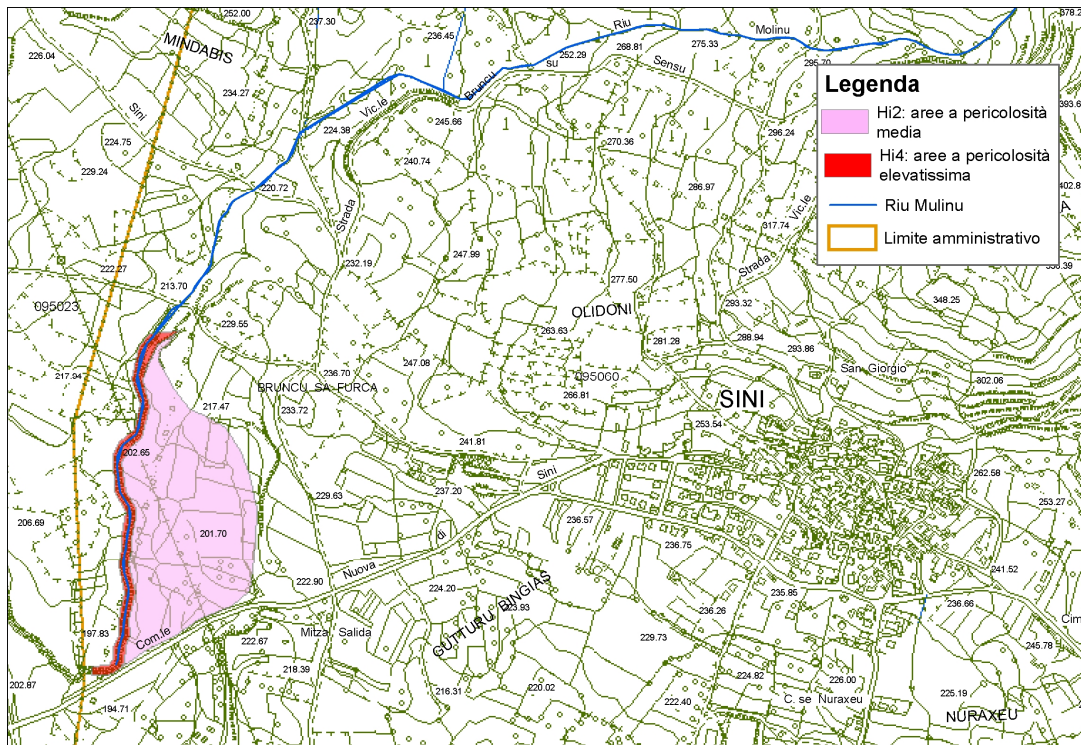 252.00
237.30
236.45
Riu
268.81
275.33
Molinu
226.04
MINDABIS
252.29
su
Sensu
295.70
Legenda
Hi2: aree a pericolosità
media
Hi4: aree a pericolosità
elevatissima
Riu Mulinu
Limite amministrativo
234.27
Bruncu
Sini
Vic.le
245.66
224.38
224.75
296.24
270.36
229.24
240.74
220.72
286.97
Vic.le
Strada
317.74
247.99
232.19
Strada
222.27
213.70
277.50
095023
293.32
348.25
OLIDONI
229.55
263.63
281.28
288.94
293.86
247.08
236.70
217.94
095060
San Giorgio
302.06
BRUNCU SA FURCA
266.81
SINI
217.47
233.72
253.54
241.81
202.65
Sini
262.58
237.20
229.63
253.27
206.69
di
236.57
201.70
236.75
Nuova
241.52
222.90
224.20
235.85
236.66
GUTTURU BINGIAS
236.26
197.83
Com.le
222.67
Mitza Salida
229.73
245.78
218.39
224.82
202.87
216.31
220.02
226.00
225.19
222.40
C. se Nuraxeu
194.71
NURAXEU